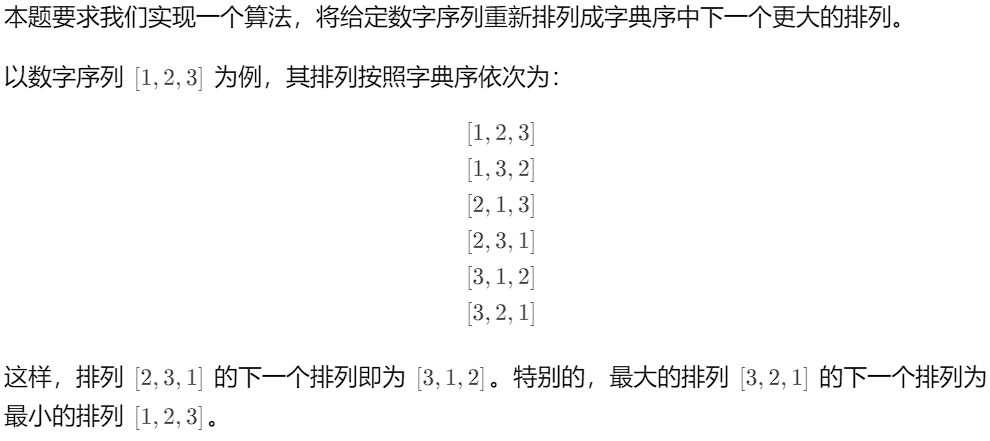 本题要求我们实现一个算法，将给定数字序列重新排列成字典序中下一个更大的排列。
以数字序列 [1, 2, 3] 为例，其排列按照字典序依次为：
[1, 2, 3]
[1, 3, 2]
[2, 1, 3]
[2, 3, 1]
[3, 1, 2]
[3, 2, 1]
这样，排列 [2, 3, 1] 的下一个排列即为 [3, 1, 2]。特别的，最大的排列 [3, 2, 1] 的下一个排列为
最小的排列 [1, 2, 3]。